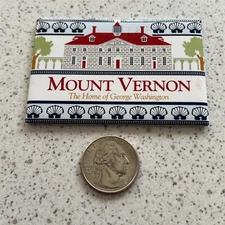 MOUNT VERNON
The Home of George Washington